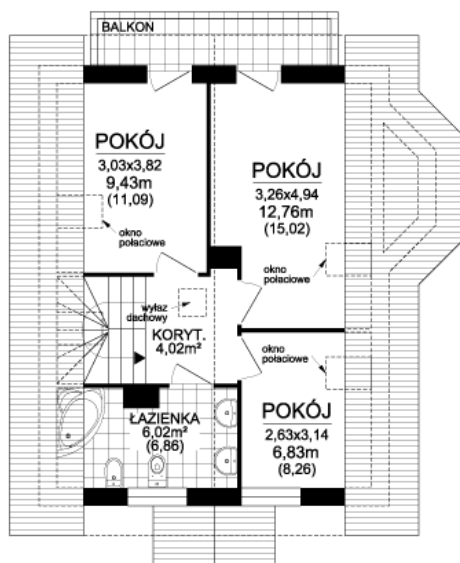 BALKON
POKÓJ
3,03x3,82
9,43m
(11,09)
okno
połaciowe
POKÓJ
3,26x4,94
12,76m
(15,02)
okno
połaciowe
wyłaz
dachowy
KORYT.
4,02m²
okno
połaciowe
ŁAZIENKA
6,02m²
(6,86)
POKÓJ
2,63x3,14
6,83m
(8,26)